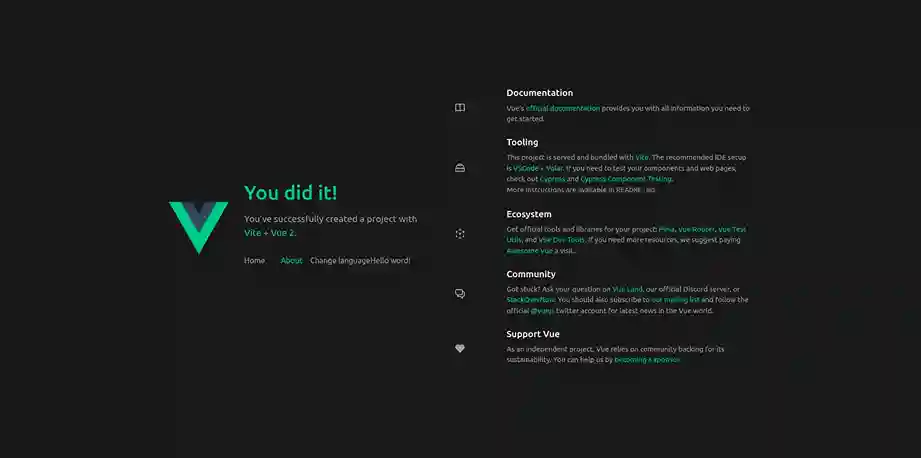 You did it!
You've successfully created a project with
Vite + Vue 2.
Home About Change languageHello word!
Documentation
Vue's official documentation provides you with all information you need to
get started.
Tooling
This project is served and bundled with Vite. The recommended IDE setup
is VSCode + Volar. If you need to test your components and web pages,
check out Cypress and Cypress Component Testing.
More instructions are available in README.md.
Ecosystem
Get official tools and libraries for your project: Pinia, Vue Router, Vue Test
Utils, and Vue Dev Tools. If you need more resources, we suggest paying
Awesome Vue a visit.
Community
Got stuck? Ask your question on Vue Land, our official Discord server, or
StackOverflow. You should also subscribe to our mailing list and follow the
official @vuejs twitter account for latest news in the Vue world.
Support Vue
As an independent project, Vue relies on community backing for its
sustainability. You can help us by becoming a sponsor.